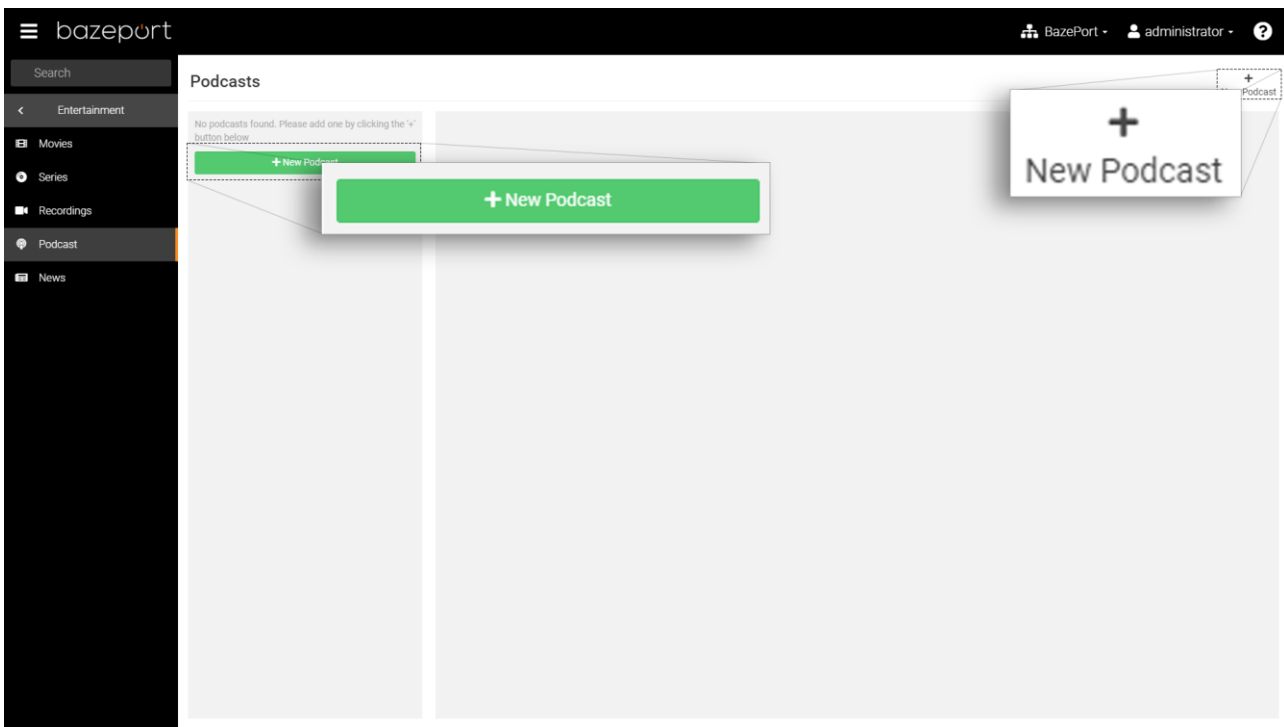 bazeport
BazePort
administrator
?
Search
Podcasts
+
New Podcast
< Entertainment
+
New Podcast
No podcasts found. Please add one by clicking the '+'
button below
Movies
+ New Podcast
+ New Podcast
Series
Recordings
Podcast
News